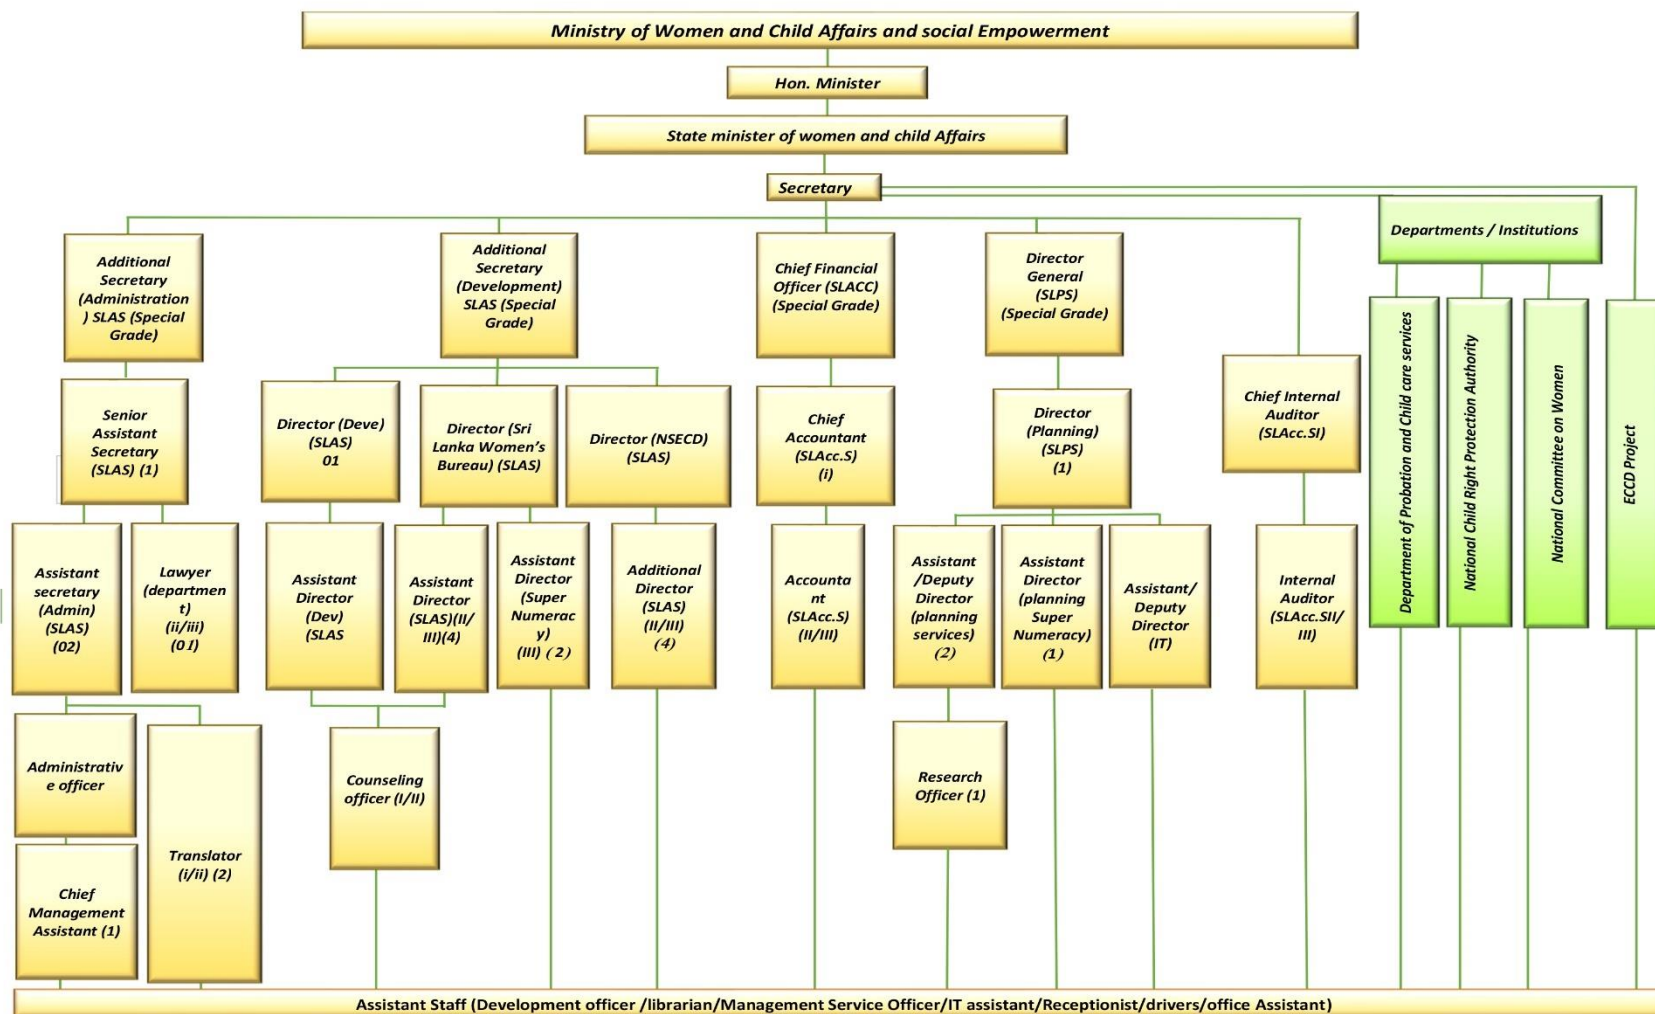 Ministry of Women and Child Affairs and social Empowerment
Hon. Minister
State minister of women and child Affairs
Secretary
Departments / Institutions
Additional
Secretary
(Administration
) SLAS (Special
Grade)
Additional
Secretary
(Development)
SLAS (Special
Grade)
Chief Financial
Officer (SLACC)
(Special Grade)
Director
General
(SLPS)
(Special Grade)
Senior
Assistant
Secretary
(SLAS) (1)
Director (Deve)
(SLAS)
01
Director (Sri
Lanka Women's
Bureau) (SLAS)
Director (NSECD)
(SLAS)
Chief
Accountant
(SLAcc.S)
(i)
Director
(Planning)
(SLPS)
(1)
Chief Internal
Auditor
(SLAcc.SI)
Department of Probation and Child care services
National Child Right Protection Authority
National Committee on Women
ECCD Project
Assistant
secretary
(Admin)
(SLAS)
(02)
Lawyer
(departmen
t)
(ii/iii)
(01)
Assistant
Director
(Dev)
(SLAS
Assistant
Director
(SLAS)(II/
III)(4)
Assistant
Director
(Super
Numerac
y)
(III) ( 2)
Additional
Director
(SLAS)
(II/III)
(4)
Accounta
nt
(SLAcc.S)
(II/III)
Assistant
/Deputy
Director
(planning
services)
(2)
Assistant
Director
(planning
Super
Numeracy)
(1)
Assistant/
Deputy
Director
(IT)
Internal
Auditor
(SLAcc.SII/
III
Administrativ
e officer
Translator
(i/ii) (2)
Counseling
officer (I/II)
Research
Officer (1)
Chief
Management
Assistant (1)
Assistant Staff (Development officer /librarian/Management Service Officer/IT assistant/Receptionist/drivers/office Assistant)